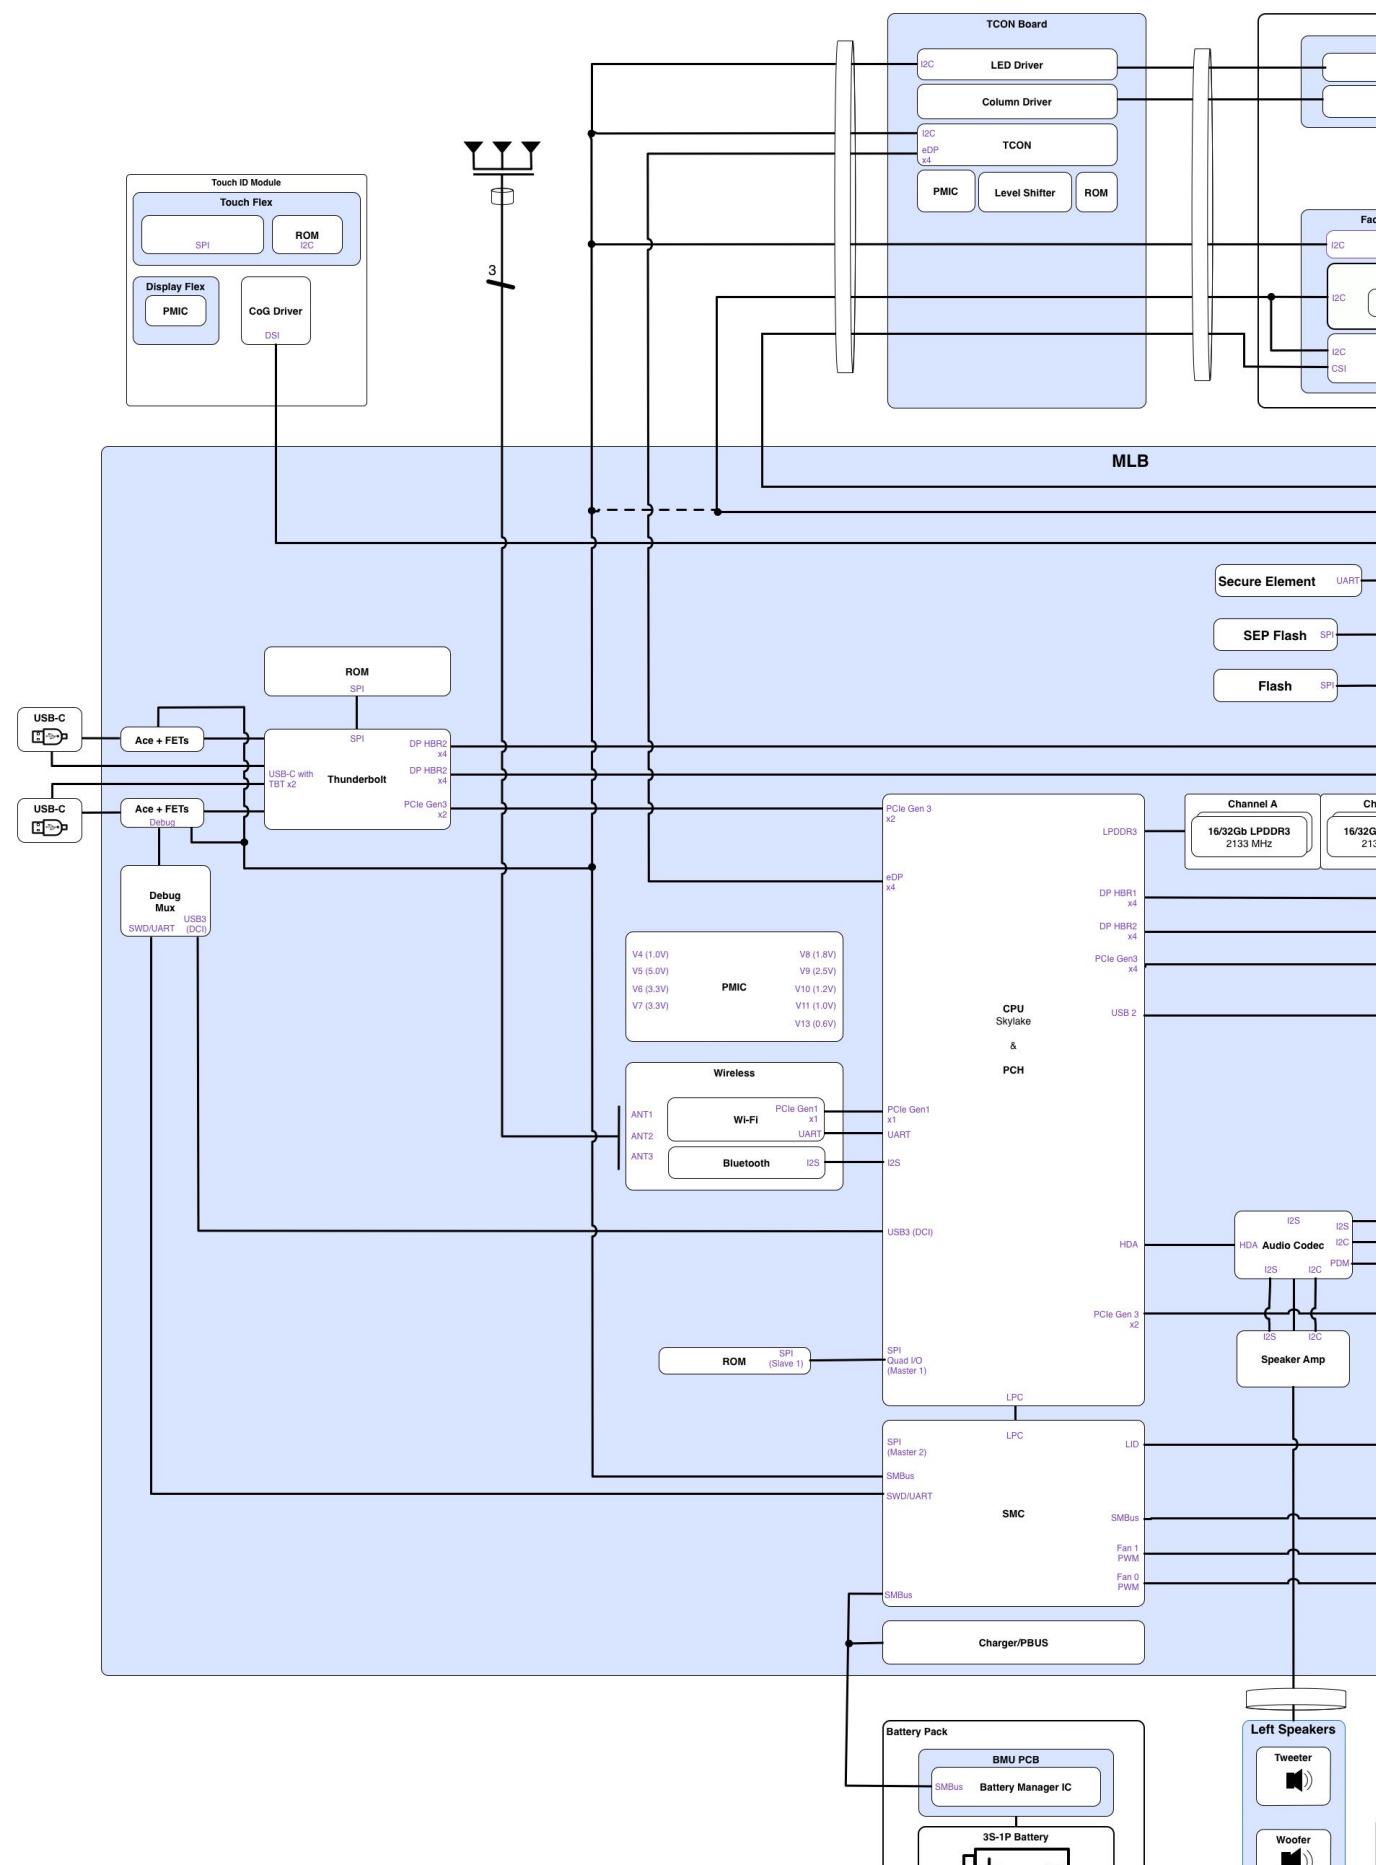 TCON Board
I2C
LED Driver
Column Driver
I2C
TCON
eDP
x4
PMIC
Level Shifter
ROM
Touch ID Module
Touch Flex
SPI
ROM
I2C
Display Flex
PMIC
CoG Driver
DSI
3
Fac
I2C
I2C
I2C
CSI
MLB
Secure Element
UART
SEP Flash
SPI
Flash
SPI
ROM
SPI
USB-C
Ace + FETs
USB-C
Ace + FETs
Debug
SPI
USB-C with
TBT x2
Thunderbolt
DP HBR2
x4
DP HBR2
x4
PCIe Gen3
x2
Debug
Mux
SWD/UART
USB3
(DCI)
PCIe Gen 3
x2
eDP
x4
LPDDR3
Channel A
16/32Gb LPDDR3
2133 MHz
Ch
16/32G
213
DP HBR1
x4
DP HBR2
x4
PCIe Gen3
x4
USB 2
V4 (1.0V)
V5 (5.0V)
V6 (3.3V)
V7 (3.3V)
PMIC
V8 (1.8V)
V9 (2.5V)
V10 (1.2V)
V11 (1.0V)
V13 (0.6V)
CPU
Skylake
&
PCH
Wireless
ANT1
ANT2
ANT3
Wi-Fi
PCIe Gen1
x1
UART
Bluetooth
I2S
PCIe Gen1
x1
UART
I2S
USB3 (DCI)
HDA
I2S
HDA
Audio Codec
I2S
I2C
PDM
I2S
I2C
PCIe Gen 3
x2
I2S
I2C
Speaker Amp
ROM
SPI
(Slave 1)
SPI
Quad I/O
(Master 1)
LPC
LPC
SPI
(Master 2)
SMBus
SWD/UART
SMC
LID
SMBus
Fan 1
PWM
Fan 0
PWM
SMBus
Charger/PBUS
Battery Pack
BMU PCB
SMBus
Battery Manager IC
3S-1P Battery
Left Speakers
Tweeter
Woofer